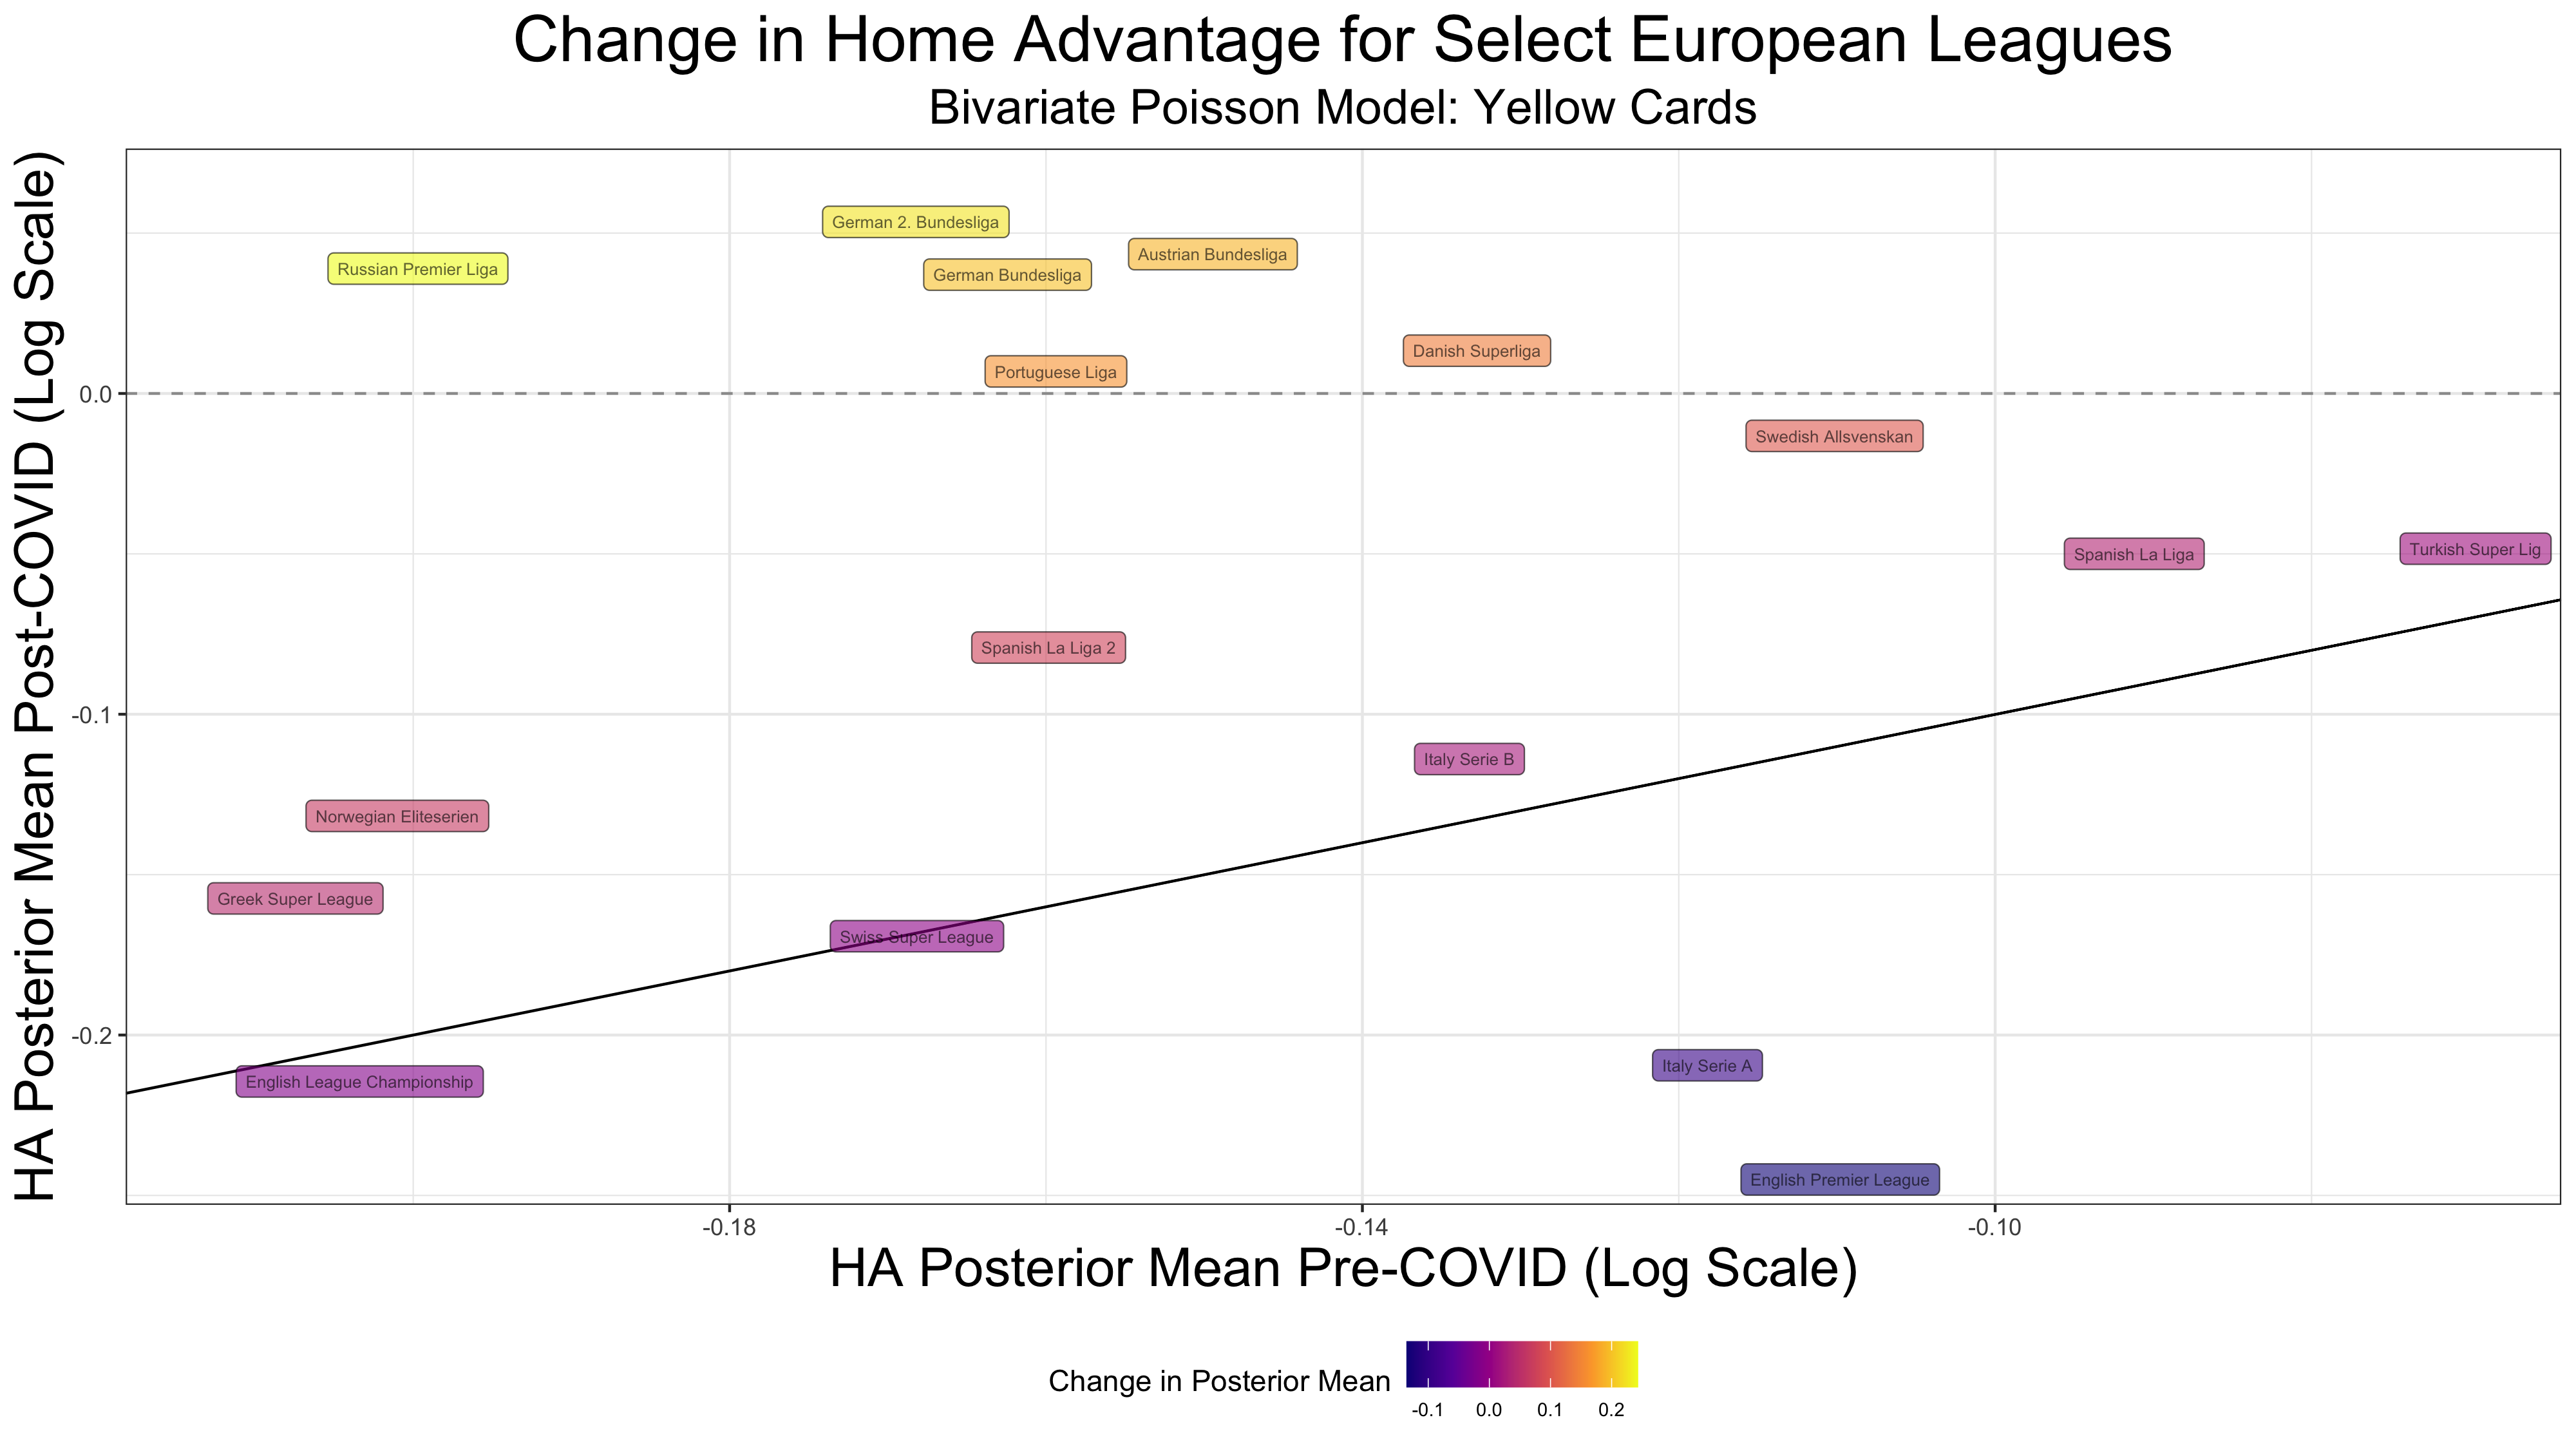 Change in Home Advantage for Select European Leagues
Bivariate Poisson Model: Yellow Cards
HA Posterior Mean Post-COVID (Log Scale)
0.0
-0.1
-0.2
German 2. Bundesliga
Russian Premier Liga
Austrian Bundesliga
German Bundesliga
Danish Superliga
Portuguese Liga
Swedish Allsvenskan
Turkish Super Lig
Spanish La Liga
Spanish La Liga 2
Italy Serie B
Norwegian Eliteserien
Greek Super League
Swiss Super League
Italy Serie A
English League Championship
English Premier League
-0.18
-0.14
-0.10
HA Posterior Mean Pre-COVID (Log Scale)
Change in Posterior Mean
-0.1
0.0
0.1
0.2